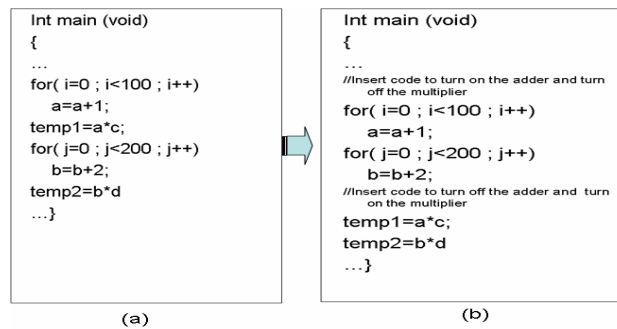 Int main (void)
{
...
for( i=0 ; i<100 ; i++)
a=a+1;
temp1=a*c;
for( j=0 ; j<200 ; j++)
b=b+2;
temp2=b*d
...}
(a)
Int main (void)
{
...
//Insert code to turn on the adder and turn
off the multiplier
for( i=0 ; i<100 ; i++)
a=a+1;
for( j=0 ; j<200 ; j++)
b=b+2;
//Insert code to turn off the adder and turn
on the multiplier
temp1=a*c;
temp2=b*d
...}
(b)